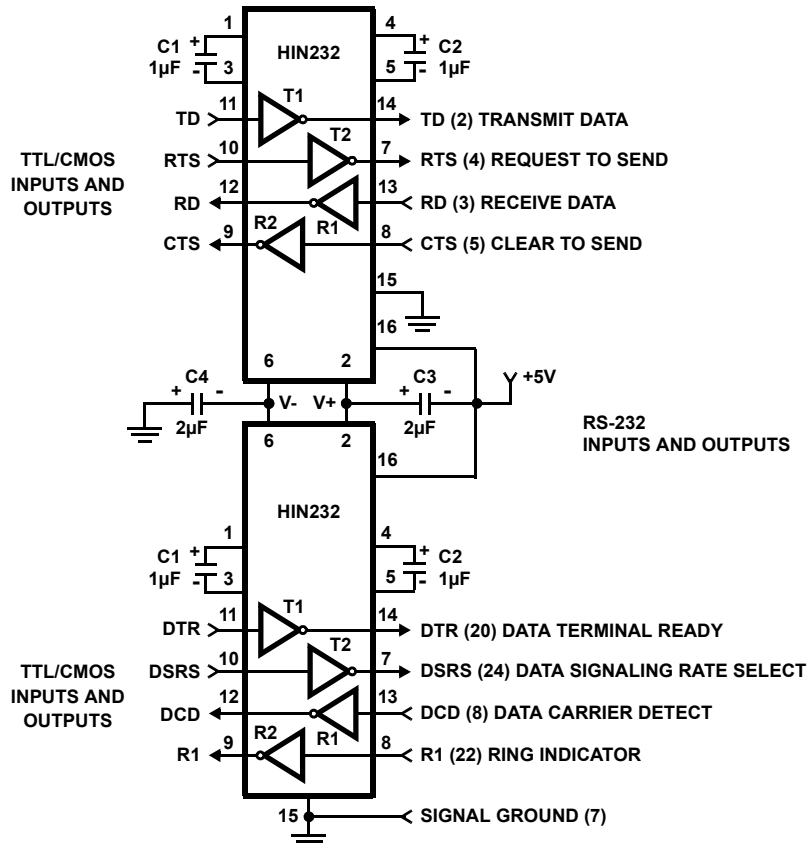 1
4
C1 +
HIN232
+ C2
1µF -
3
5
- 1µF
T1
TD
11
14
TD (2) TRANSMIT DATA
T2
RTS
10
7
RTS (4) REQUEST TO SEND
TTL/CMOS
INPUTS AND
OUTPUTS
RD
12
13
RD (3) RECEIVE DATA
R2
R1
CTS
9
8
CTS (5) CLEAR TO SEND
15
16
6
2
C4
+ -
V-
V+
C3
+ -
+5V
2µF
2µF
RS-232
INPUTS AND OUTPUTS
6
2
16
HIN232
1
4
C1 +
+ C2
1µF -
3
5
- 1µF
T1
DTR
11
14
DTR (20) DATA TERMINAL READY
T2
DSRS
10
7
DSRS (24) DATA SIGNALING RATE SELECT
TTL/CMOS
INPUTS AND
OUTPUTS
DCD
12
13
DCD (8) DATA CARRIER DETECT
R2
R1
R1
9
8
R1 (22) RING INDICATOR
15
SIGNAL GROUND (7)